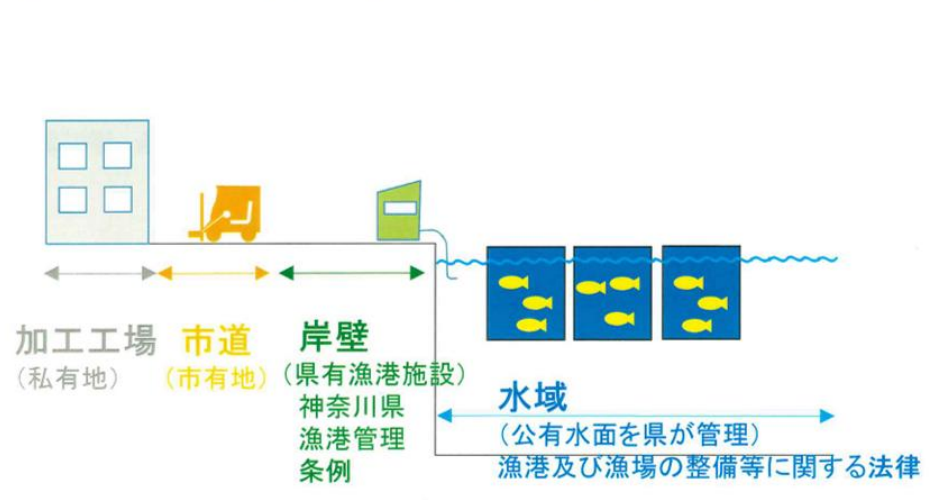 加工工場
(私有地)
市道
(市有地)
岸壁
(県有漁港施設)
神奈川県
漁港管理
条例
水域
(公有水面を県が管理)
漁港及び漁場の整備等に関する法律